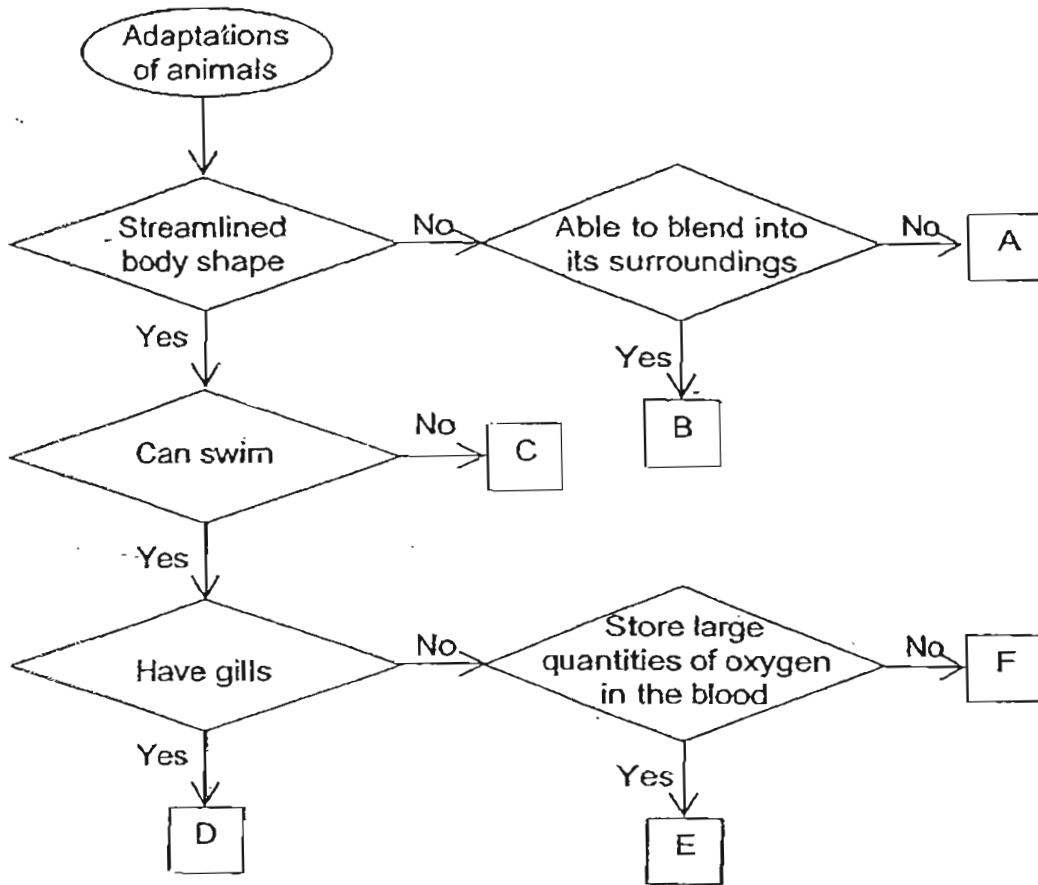 Adaptations
of animals
Streamlined
body shape
No
Able to blend into
its surroundings
No
A
Yes
Yes
B
Can swim
No
C
Yes
Have gills
No
Store large
quantities of oxygen
in the blood
No
F
Yes
D
Yes
E